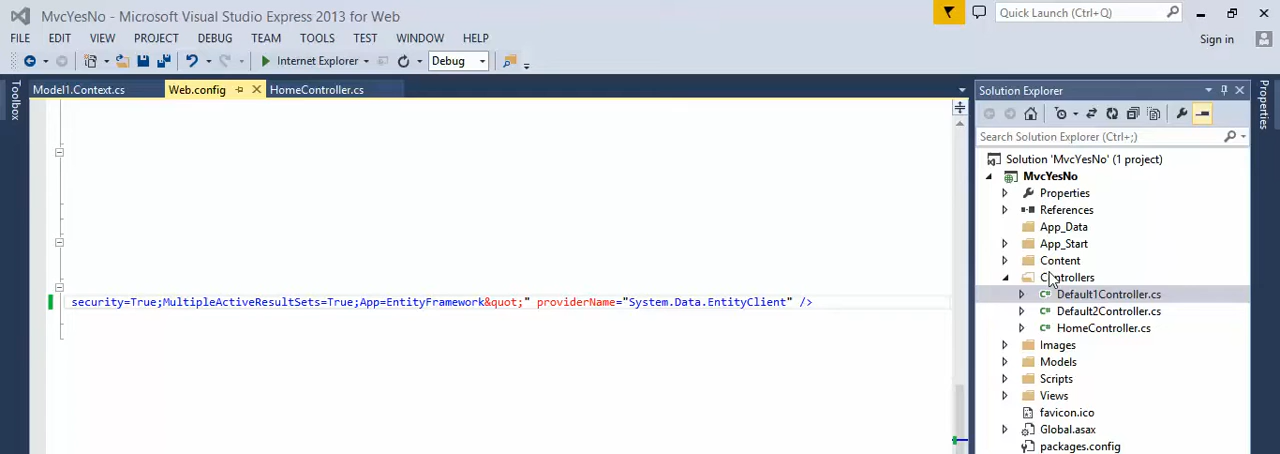 MvcYesNo - Microsoft Visual Studio Express 2013 for Web
Quick Launch (Ctrl+Q)
FILE EDIT VIEW PROJECT DEBUG TEAM TOOLS TEST WINDOW HELP
Sign in
Internet Explorer Debug
Toolbox
Model1.Context.cs Web.config HomeController.cs
Solution Explorer
Properties
Search Solution Explorer (Ctrl+;)
Solution 'MvcYesNo' (1 project)
MvcYesNo
Properties
References
App_Data
App_Start
Content
Controllers
Default1Controller.cs
security=True;MultipleActiveResultSets=True;App=EntityFramework&quot;" providerName="System.Data.EntityClient" />
Default2Controller.cs
HomeController.cs
Images
Models
Scripts
Views
favicon.ico
Global.asax
packages.config